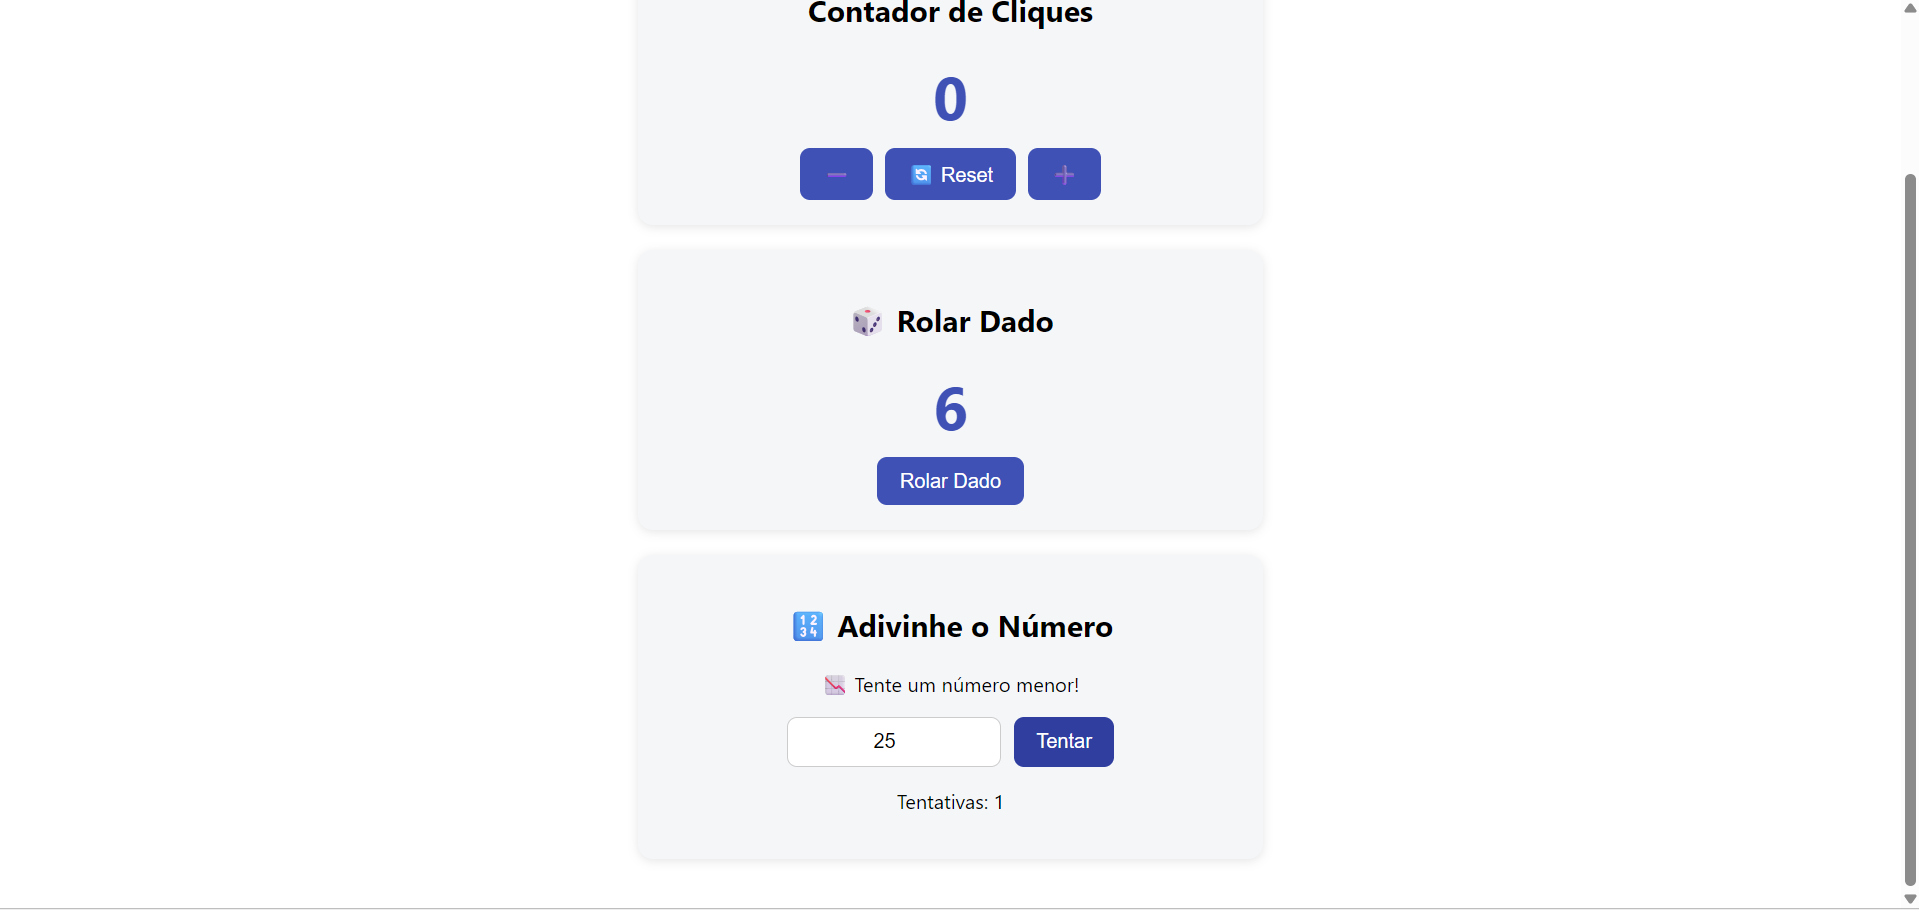 Contador de Cliques
0
➖ 🔄 Reset ➕
🎲 Rolar Dado
6
Rolar Dado
🔢 Adivinhe o Número
📉 Tente um número menor!
25 Tentar
Tentativas: 1